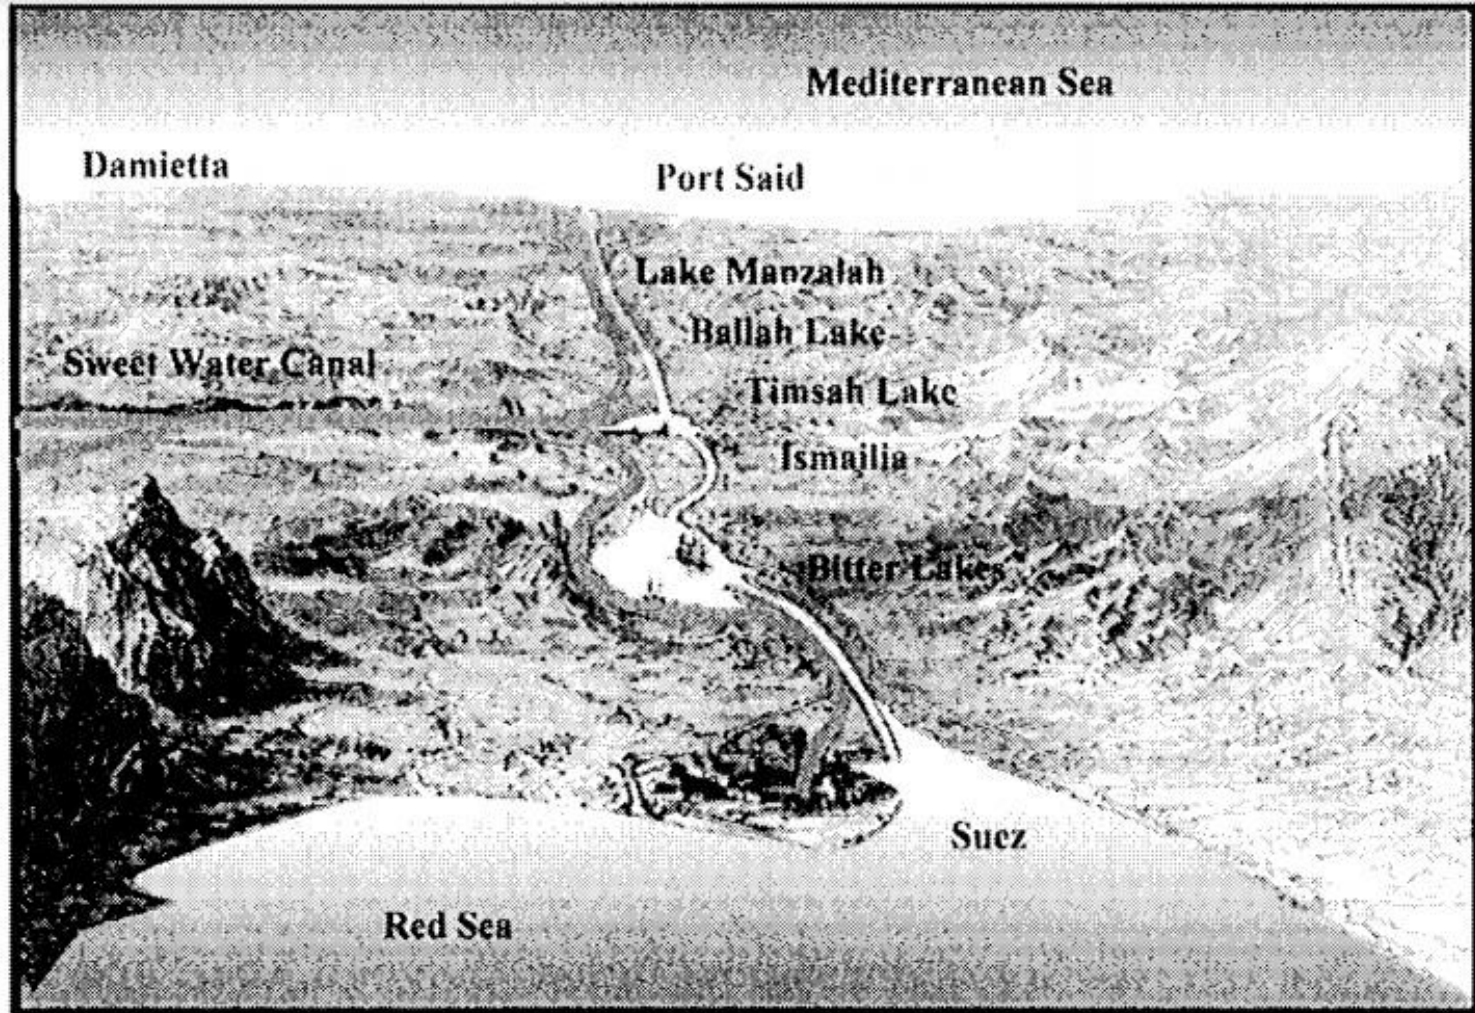 Mediterranean Sea
Damietta
Port Said
Lake Manzalah
Ballah Lake
Sweet Water Canal
Timsah Lake
Ismailia
Bitter Lakes
Suez
Red Sea